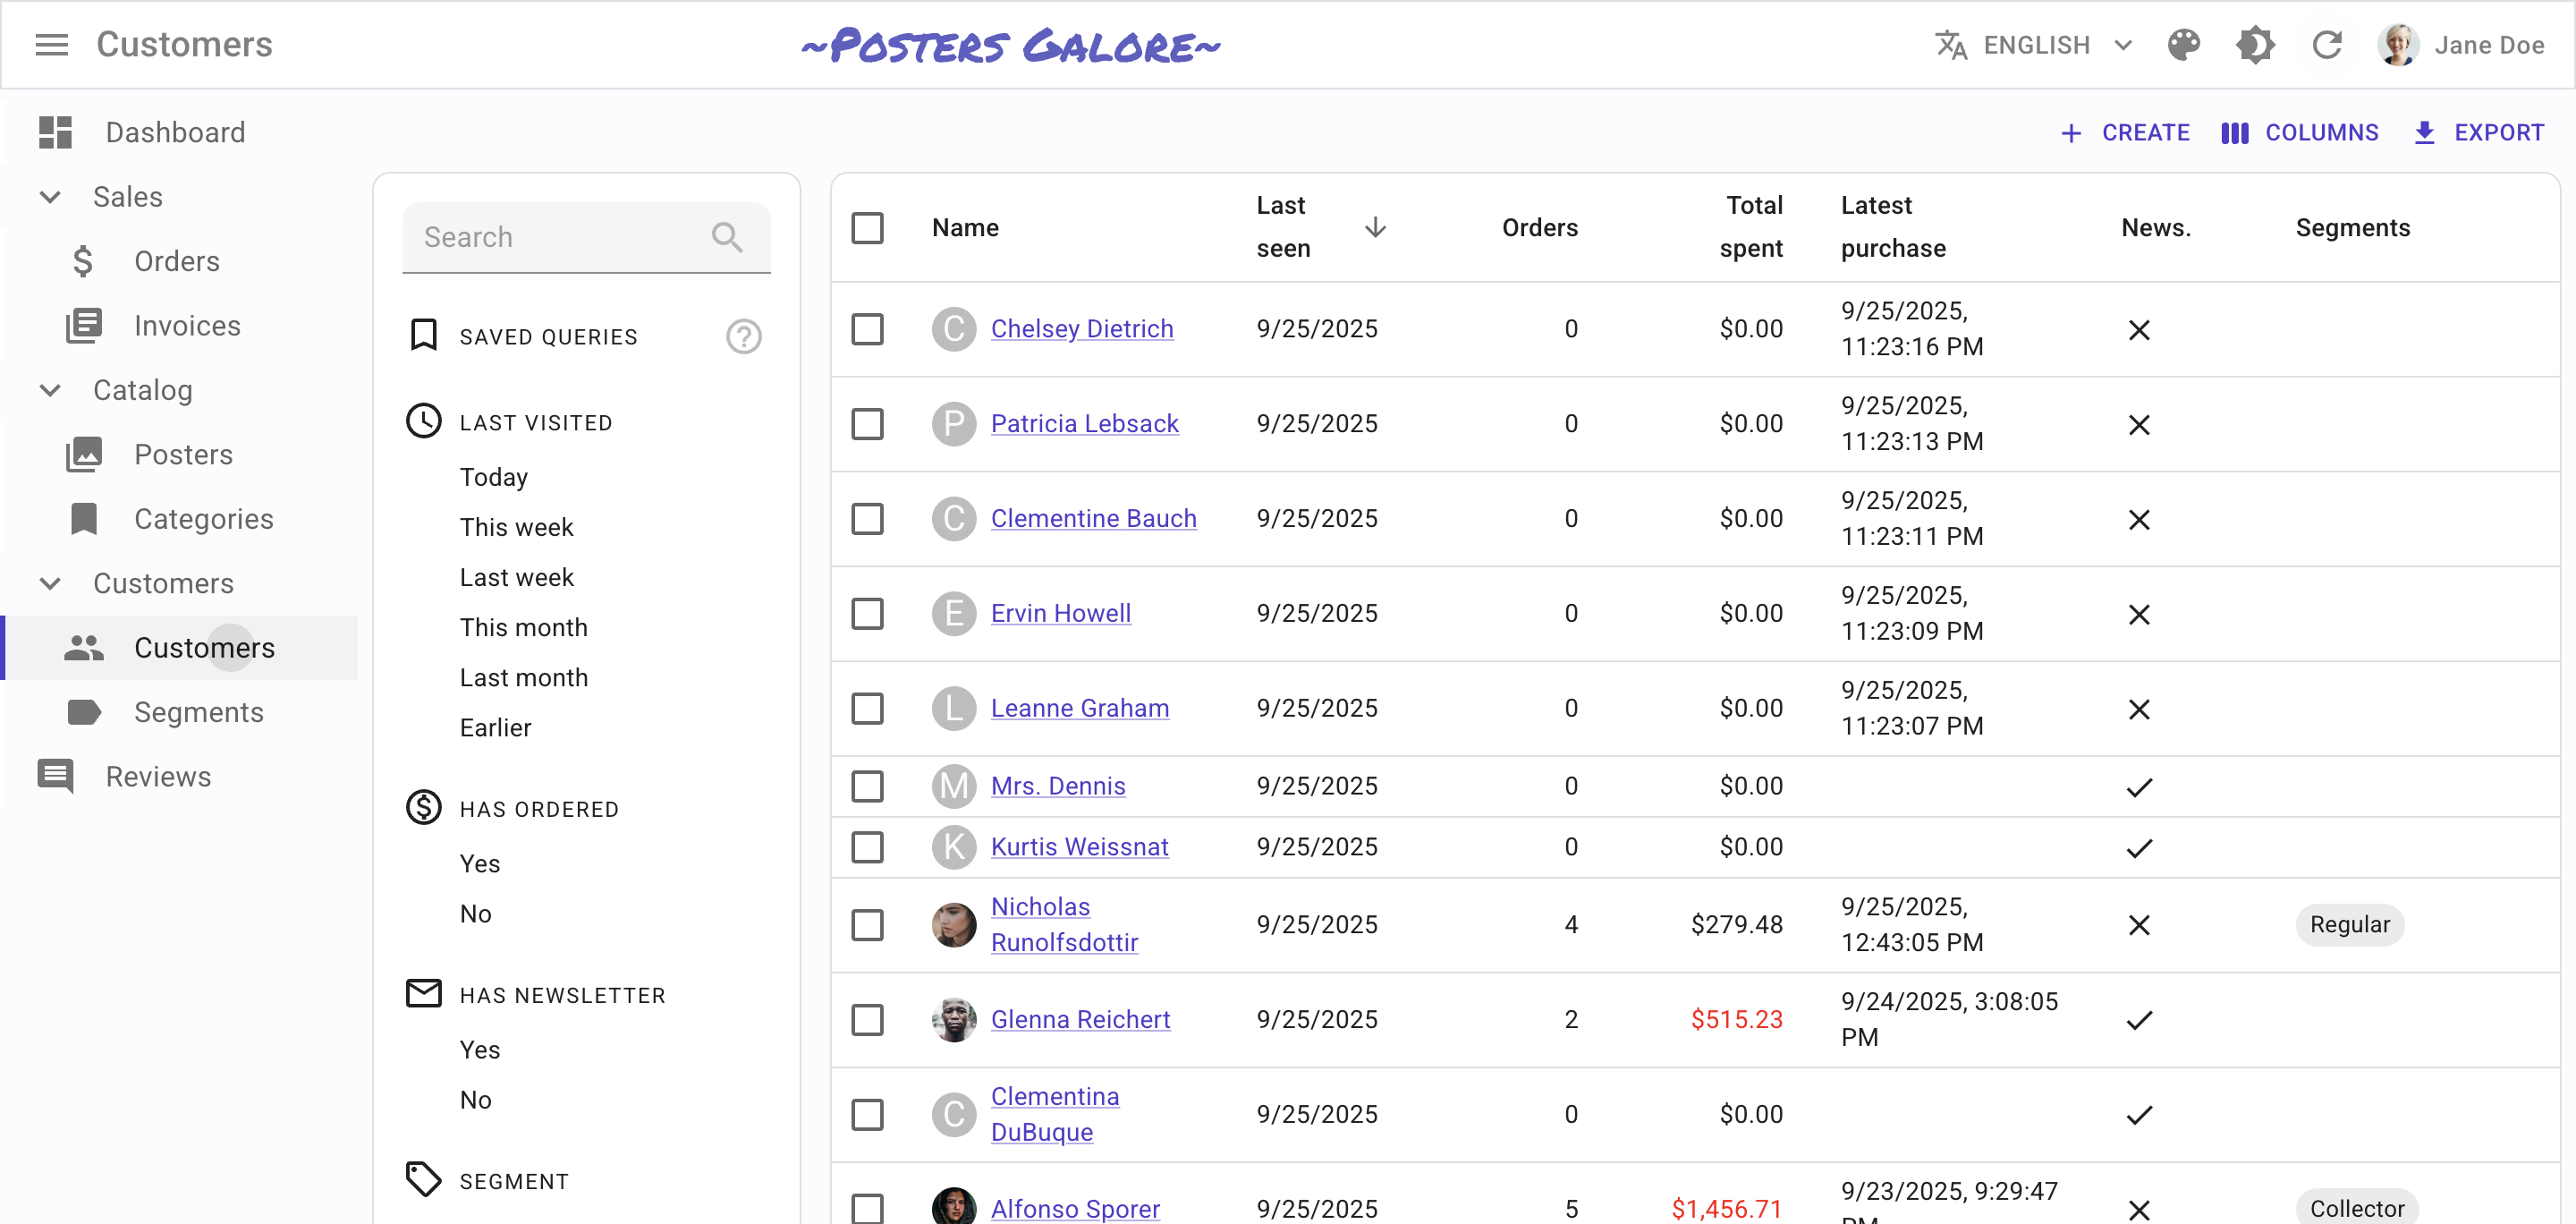 Customers
~Posters Galore~
ENGLISH
Jane Doe
Dashboard
Sales
Orders
Invoices
Catalog
Posters
Categories
Customers
Customers
Segments
Reviews
CREATE
COLUMNS
EXPORT
Search
SAVED QUERIES
LAST VISITED
Today
This week
Last week
This month
Last month
Earlier
HAS ORDERED
Yes
No
HAS NEWSLETTER
Yes
No
SEGMENT
Name
Last
seen
Orders
Total
spent
Latest
purchase
News.
Segments
C
Chelsey Dietrich
9/25/2025
0
$0.00
9/25/2025,
11:23:16 PM
P
Patricia Lebsack
9/25/2025
0
$0.00
9/25/2025,
11:23:13 PM
C
Clementine Bauch
9/25/2025
0
$0.00
9/25/2025,
11:23:11 PM
E
Ervin Howell
9/25/2025
0
$0.00
9/25/2025,
11:23:09 PM
L
Leanne Graham
9/25/2025
0
$0.00
9/25/2025,
11:23:07 PM
M
Mrs. Dennis
9/25/2025
0
$0.00
K
Kurtis Weissnat
9/25/2025
0
$0.00
Nicholas
Runolfsdottir
9/25/2025
4
$279.48
9/25/2025,
12:43:05 PM
Regular
Glenna Reichert
9/25/2025
2
$515.23
9/24/2025, 3:08:05
PM
C
Clementina
DuBuque
9/25/2025
0
$0.00
Alfonso Sporer
9/25/2025
5
$1,456.71
9/23/2025, 9:29:47
Collector